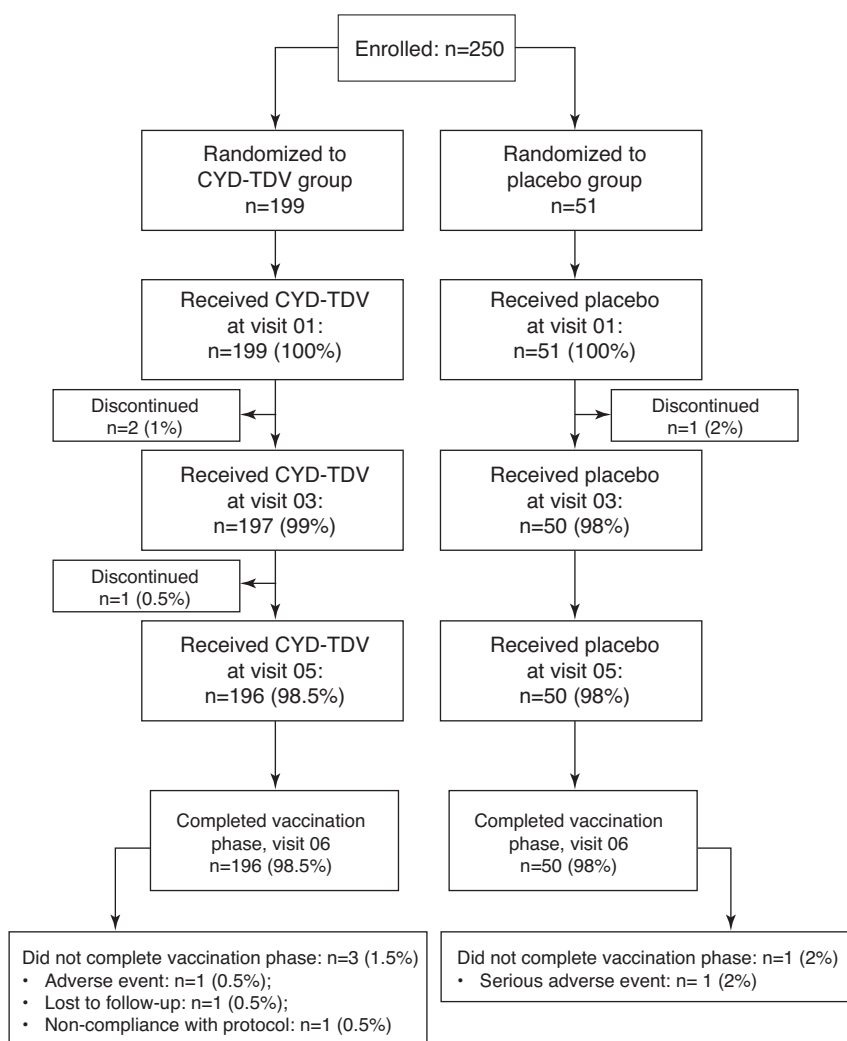 Enrolled: n=250
Randomized to
CYD-TDV group
n=199
Randomized to
placebo group
n=51
Received CYD-TDV
at visit 01:
n=199 (100%)
Received placebo
at visit 01:
n=51 (100%)
Discontinued
n=2 (1%)
Discontinued
n=1 (2%)
Received CYD-TDV
at visit 03:
n=197 (99%)
Received placebo
at visit 03:
n=50 (98%)
Discontinued
n=1 (0.5%)
Received CYD-TDV
at visit 05:
n=196 (98.5%)
Received placebo
at visit 05:
n=50 (98%)
Completed vaccination
phase, visit 06
n=196 (98.5%)
Completed vaccination
phase, visit 06
n=50 (98%)
Did not complete vaccination phase: n=3 (1.5%)
• Adverse event: n=1 (0.5%);
• Lost to follow-up: n=1 (0.5%);
• Non-compliance with protocol: n=1 (0.5%)
Did not complete vaccination phase: n=1 (2%)
• Serious adverse event: n= 1 (2%)